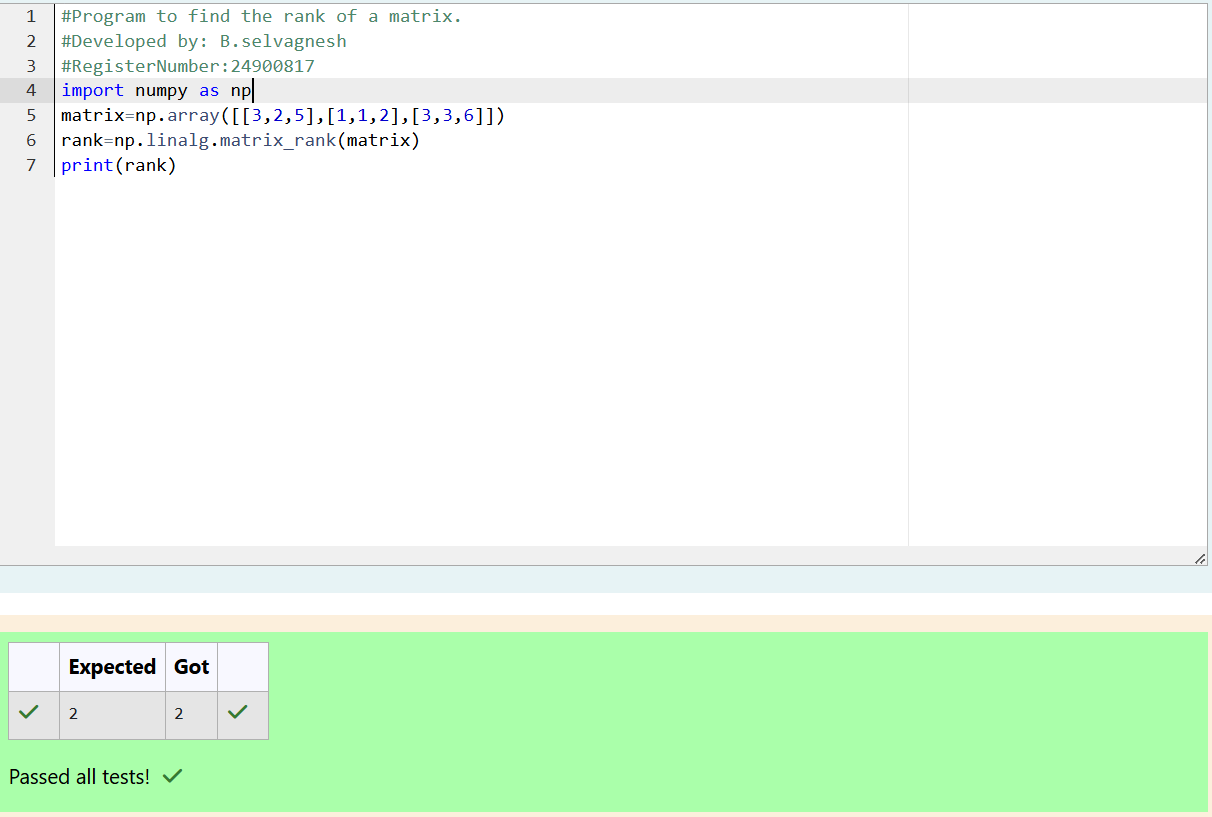 1 #Program to find the rank of a matrix.
2 #Developed by: B.selvagnesh
3 #RegisterNumber:24900817
4 import numpy as np
5 matrix=np.array([[3,2,5],[1,1,2],[3,3,6]])
6 rank=np.linalg.matrix_rank(matrix)
7 print(rank)
Expected Got
2 2
Passed all tests!